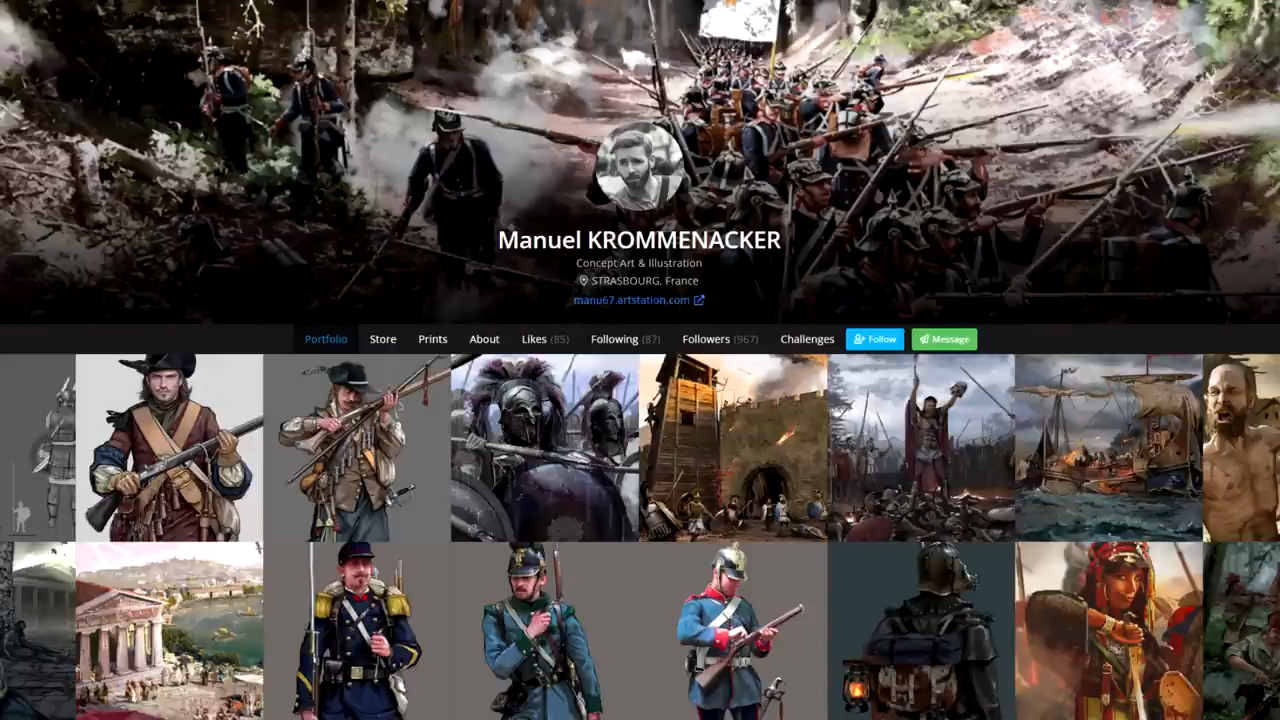 Manuel KROMMENACKER
Concept Art & Illustration
STRASBOURG, France
manu67.artstation.com
Portfolio Store Prints About Likes (85) Following (87) Followers (967) Challenges Follow Message